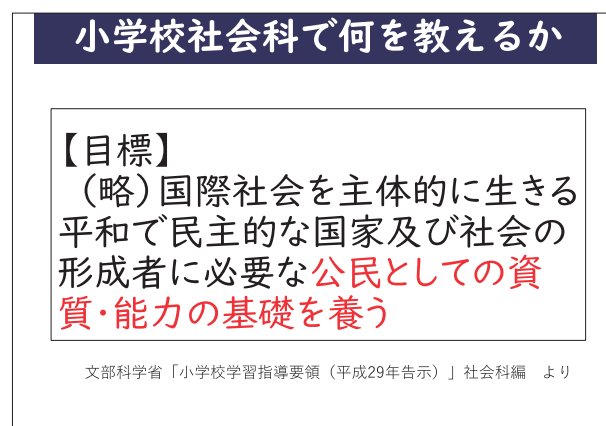 小学校社会科で何を教えるか
【目標】
（略）国際社会を主体的に生きる
平和で民主的な国家及び社会の
形成者に必要な公民としての資
質・能力の基礎を養う
文部科学省「小学校学習指導要領（平成29年告示）」社会科編　より